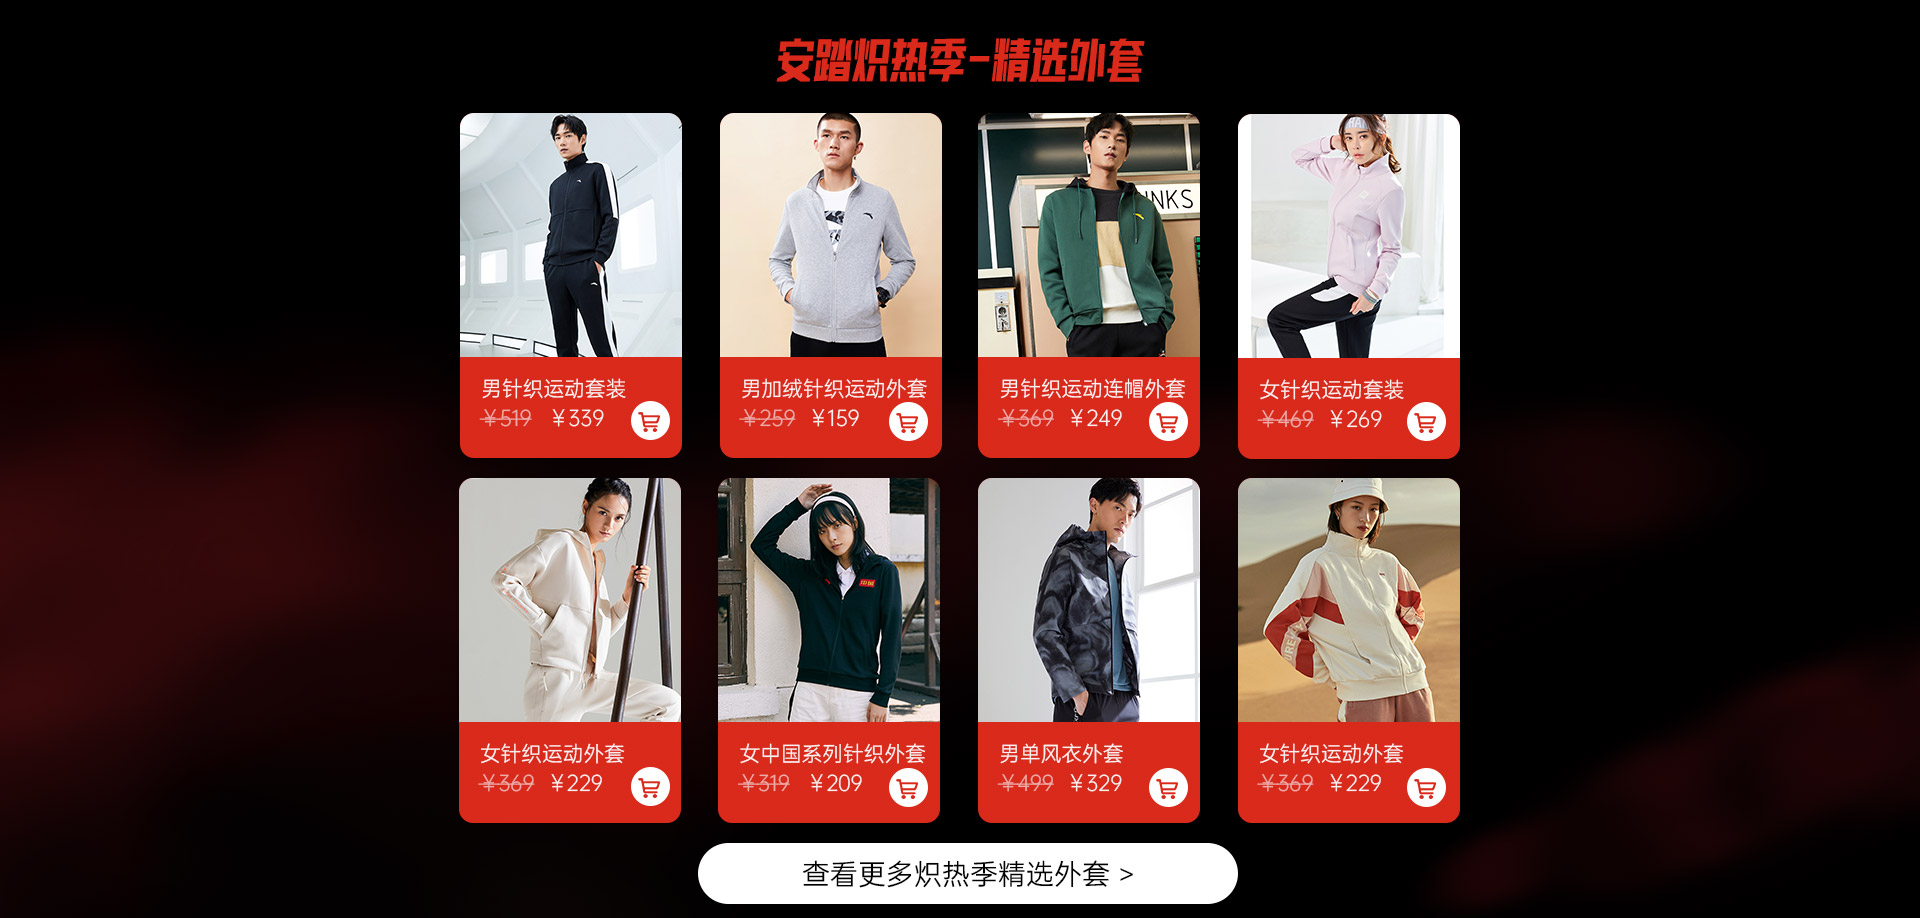 安踏炽热季-精选外套
INKS
男针织运动套装
￥519 ￥339
男加绒针织运动外套
￥259 ￥159
男针织运动连帽外套
￥369 ￥249
女针织运动套装
￥469 ￥269
中国
女针织运动外套
￥369 ￥229
女中国系列针织外套
￥319 ￥209
男单风衣外套
￥499 ￥329
女针织运动外套
￥369 ￥229
查看更多炽热季精选外套 >